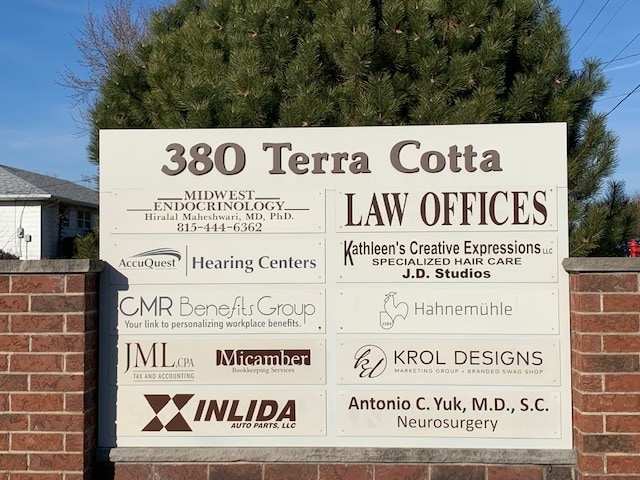 380 Terra Cotta
MIDWEST
ENDOCRINOLOGY
Hiralal Maheshwari, MD, PhD.
815-444-6362
LAW OFFICES
AccuQuest Hearing Centers
Kathleen's Creative Expressions LLC
SPECIALIZED HAIR CARE
J.D. Studios
CMR Benefits Group
Your link to personalizing workplace benefits.
1584
Hahnemühle
JML, CPA
TAX AND ACCOUNTING
Micamber
Bookkeeping Services
kd
KROL DESIGNS
MARKETING GROUP + BRANDED SWAG SHOP
INLIDA
AUTO PARTS, LLC
Antonio C. Yuk, M.D., S.C.
Neurosurgery